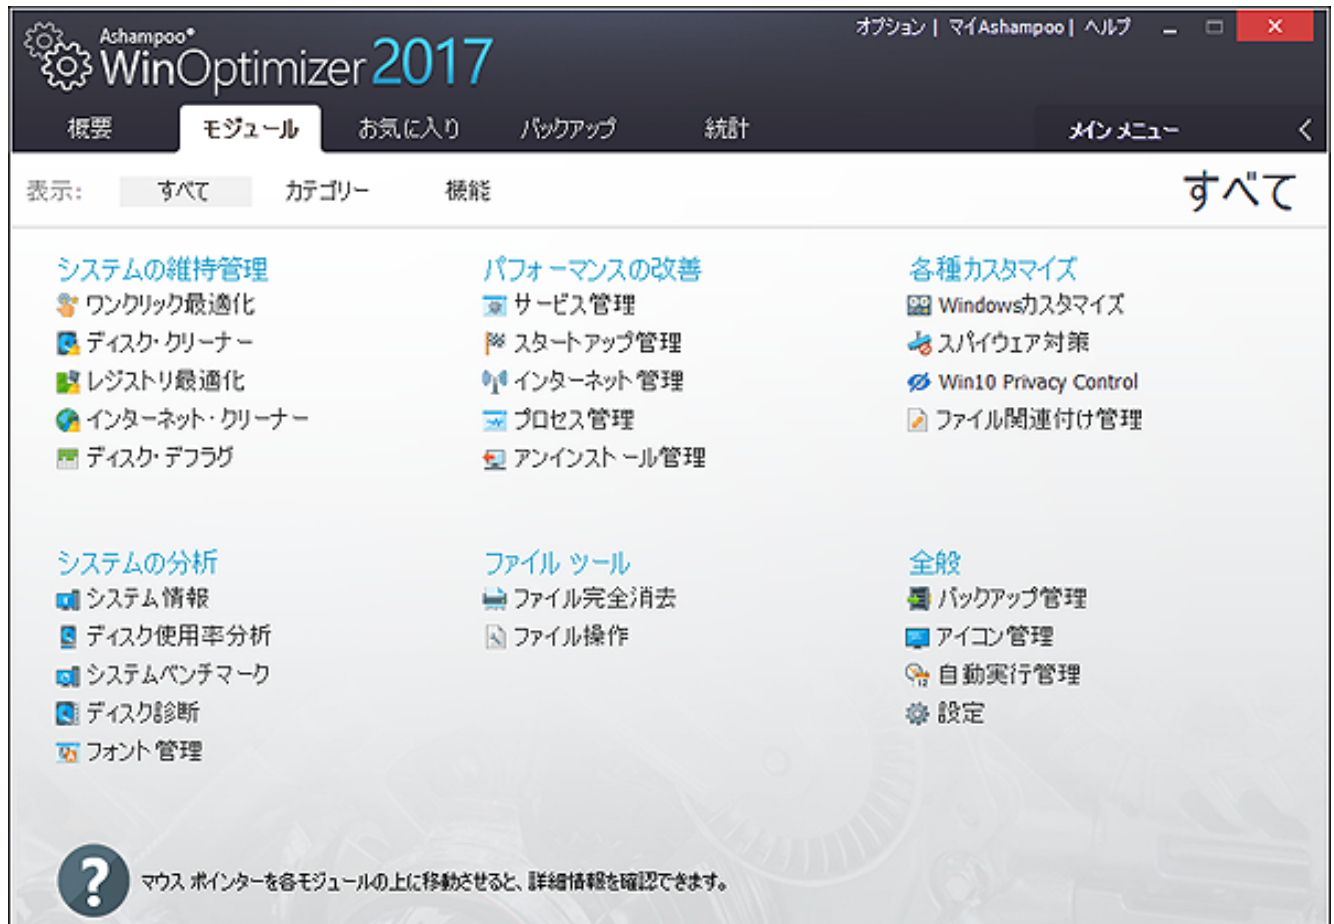 Ashampoo®
WinOptimizer 2017
オプション | マイAshampoo | ヘルプ
概要 モジュール お気に入り バックアップ 統計 メイン メニュー
表示: すべて カテゴリー 機能 すべて
システムの維持管理
ワンクリック最適化
ディスク・クリーナー
レジストリ最適化
インターネット・クリーナー
ディスク・デフラグ
パフォーマンスの改善
サービス管理
スタートアップ管理
インターネット管理
プロセス管理
アンインストール管理
各種カスタマイズ
Windowsカスタマイズ
スパイウェア対策
Win10 Privacy Control
ファイル関連付け管理
システムの分析
システム情報
ディスク使用率分析
システムベンチマーク
ディスク診断
フォント管理
ファイル ツール
ファイル完全消去
ファイル操作
全般
バックアップ管理
アイコン管理
自動実行管理
設定
マウス ポインターを各モジュールの上に移動させると、詳細情報を確認できます。